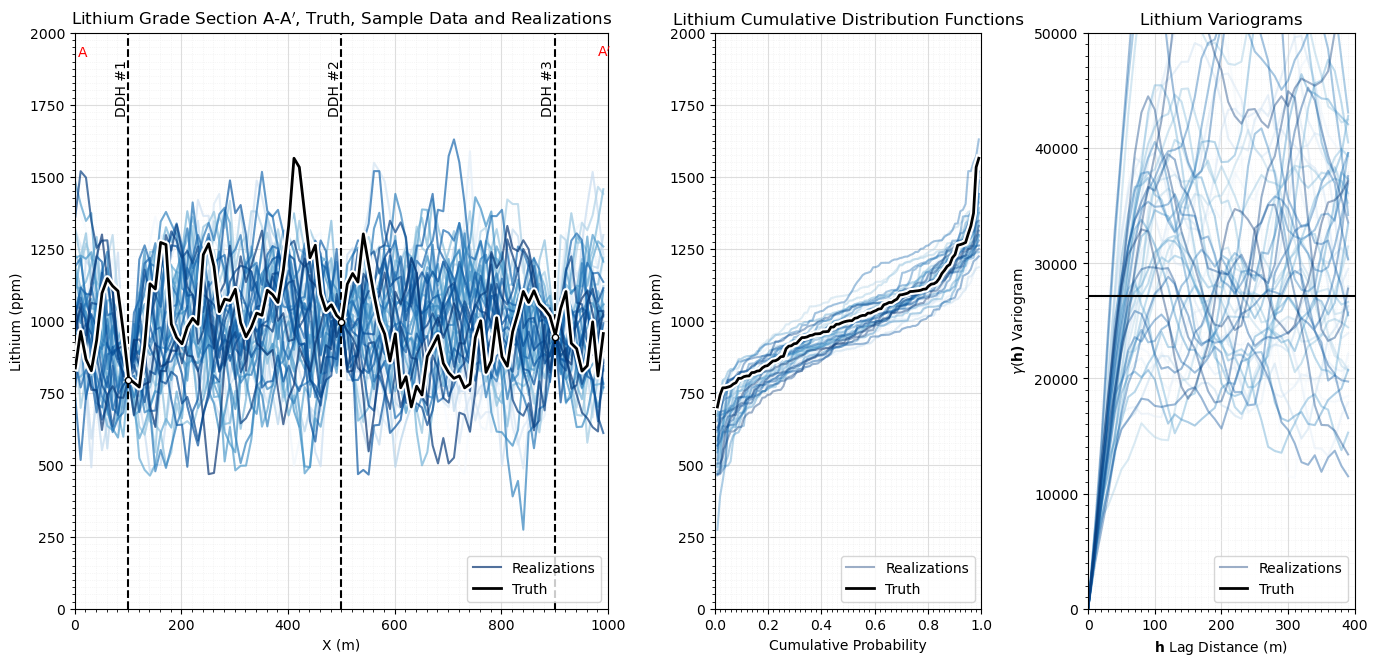 Lithium Grade Section A-A′, Truth, Sample Data and Realizations
2000
1750
1500
1250
1000
750
500
250
0
Lithium (ppm)
A
DDH #1
DDH #2
DDH #3
A
Realizations
Truth
0
200
400
600
800
1000
X (m)
Lithium Cumulative Distribution Functions
2000
1750
1500
1250
1000
750
500
250
0
Lithium (ppm)
Realizations
Truth
0.0
0.2
0.4
0.6
0.8
1.0
Cumulative Probability
Lithium Variograms
50000
40000
30000
20000
10000
0
γ(h) Variogram
Realizations
Truth
0
100
200
300
400
h Lag Distance (m)